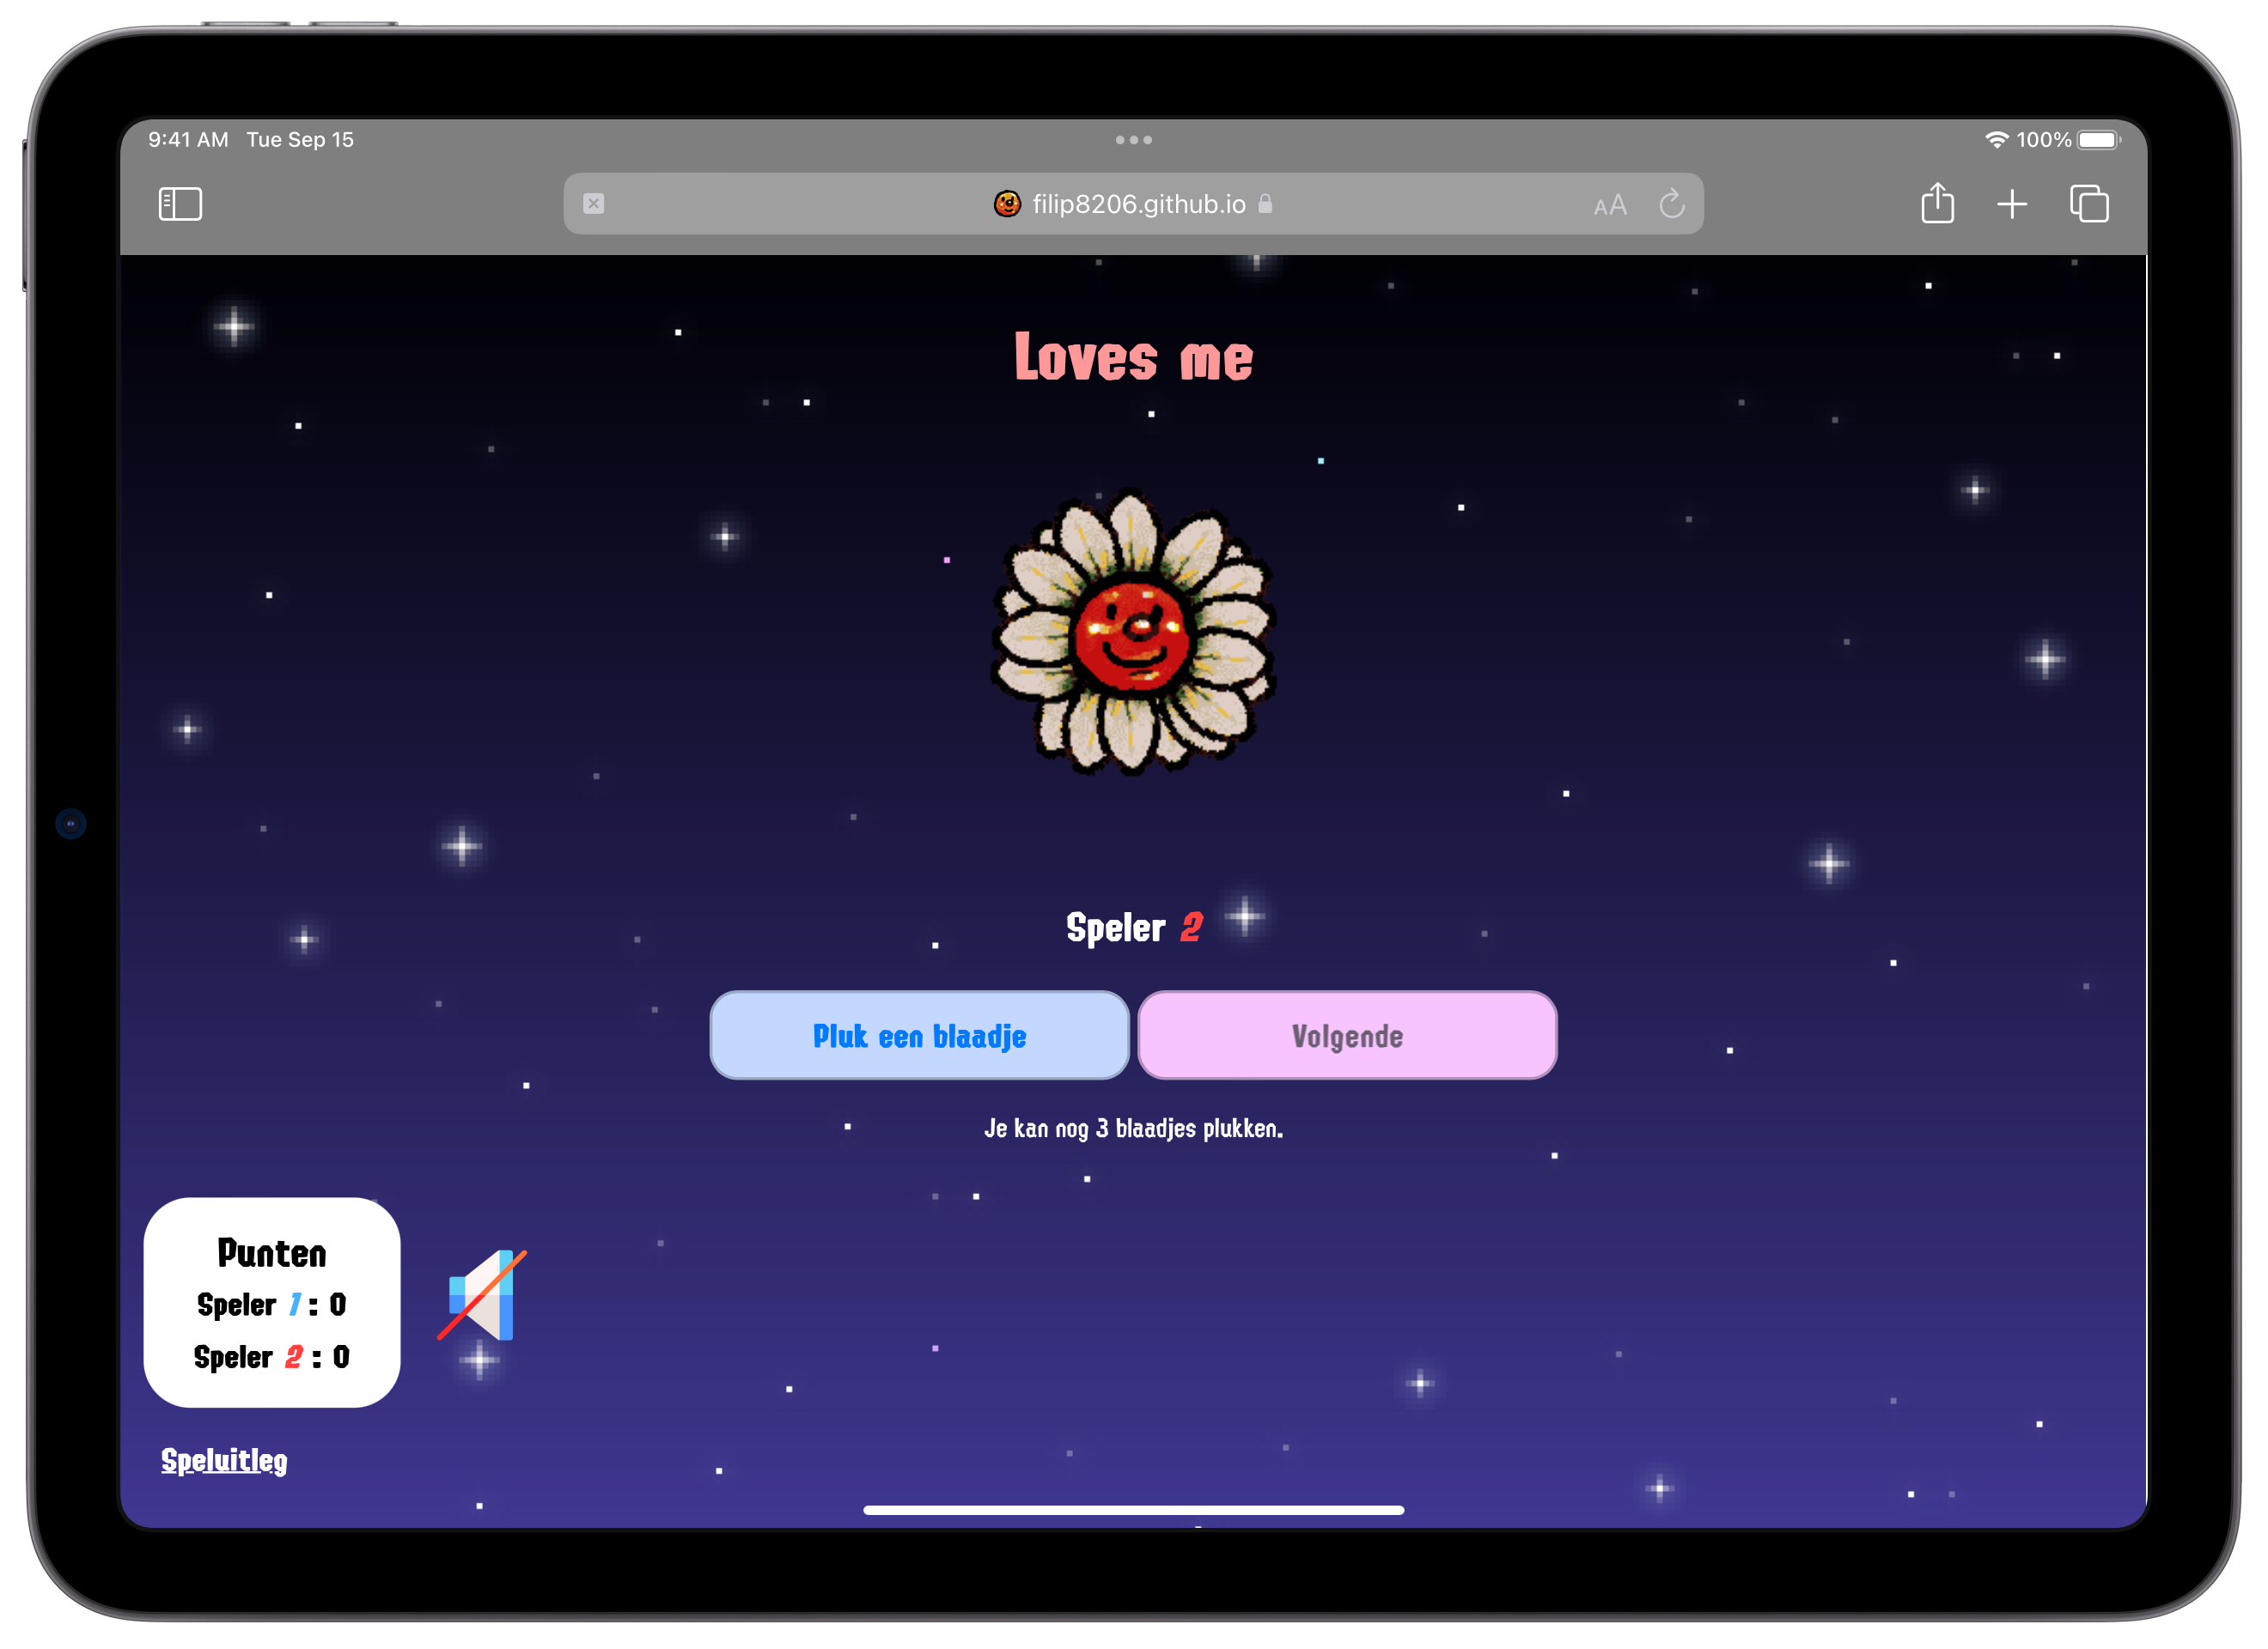 9:41 AM Tue Sep 15
100%
filip8206.github.io
AA
Loves me
Speler 2
Pluk een blaadje
Volgende
Je kan nog 3 blaadjes plukken.
Punten
Speler 1 : 0
Speler 2 : 0
Speluitleg